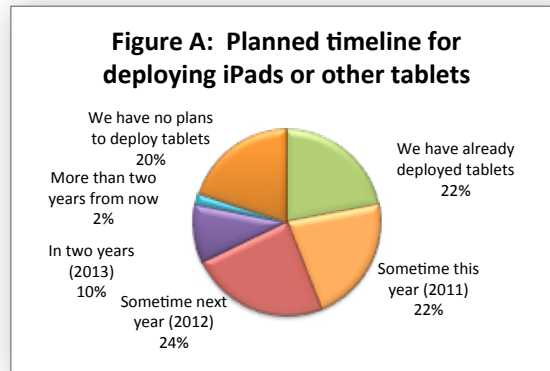 Figure A:  Planned timeline for
deploying iPads or other tablets
We have already
deployed tablets
22%
Sometime this
year (2011)
22%
Sometime next
year (2012)
24%
In two years
(2013)
10%
More than two
years from now
2%
We have no plans
to deploy tablets
20%